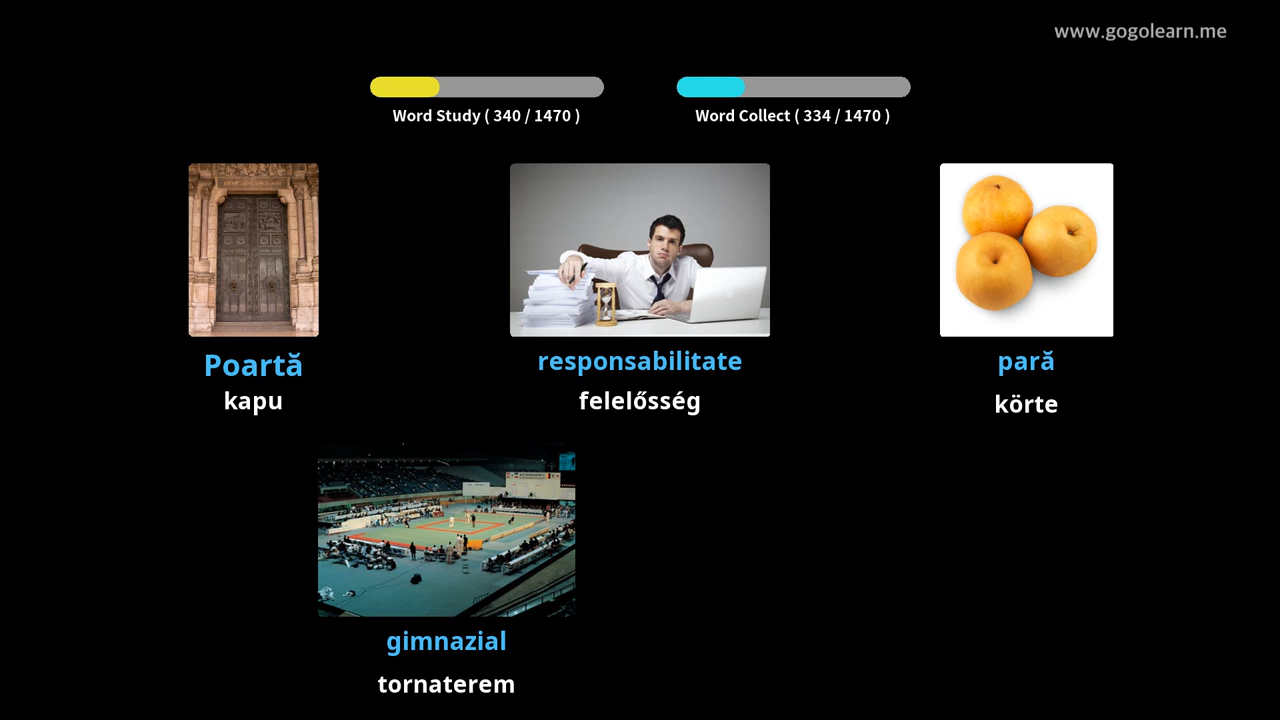 www.gogolearn.me
Word Study ( 340 / 1470 )
Word Collect ( 334 / 1470 )
Poartă
kapu
responsabilitate
felelősség
pară
körte
gimnazial
tornaterem